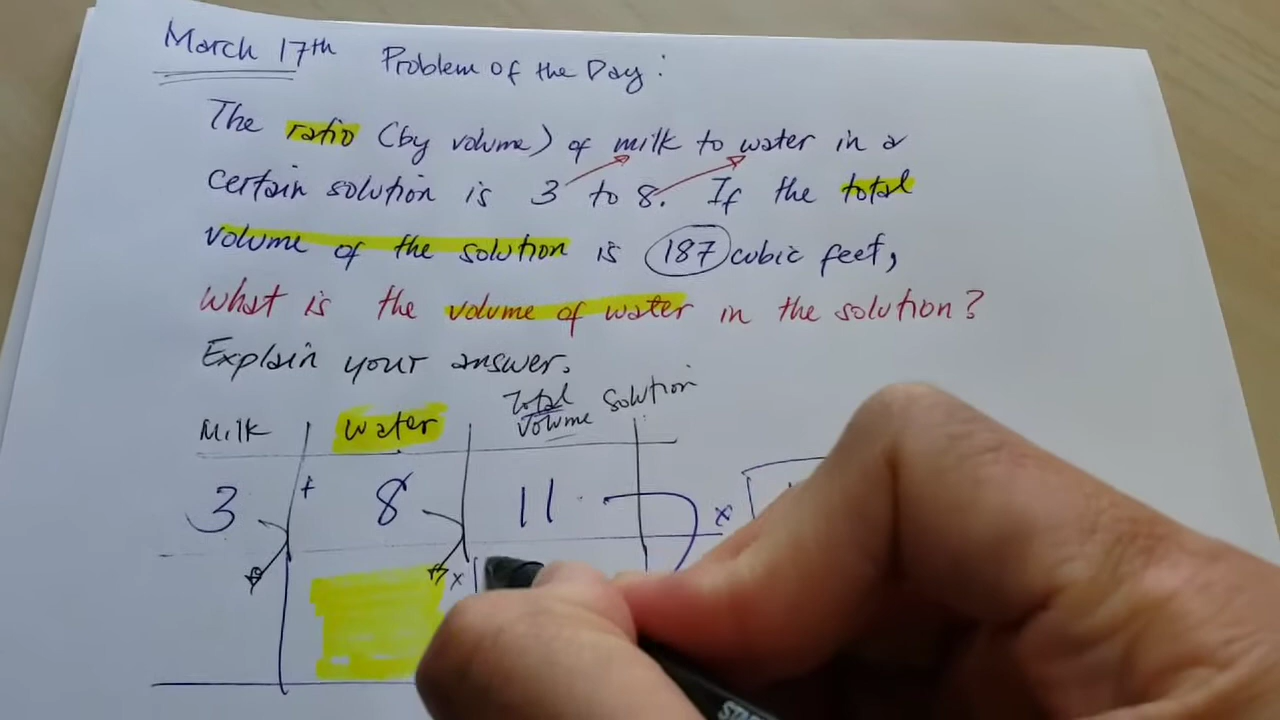 March 17th Problem of the Day:
The ratio (by volume) of milk to water in a
certain solution is 3 to 8. If the total
volume of the solution is 187 cubic feet,
What is the volume of water in the solution?
Explain your answer.
Milk Water Total Volume Solution
3 + 8 11 x
x